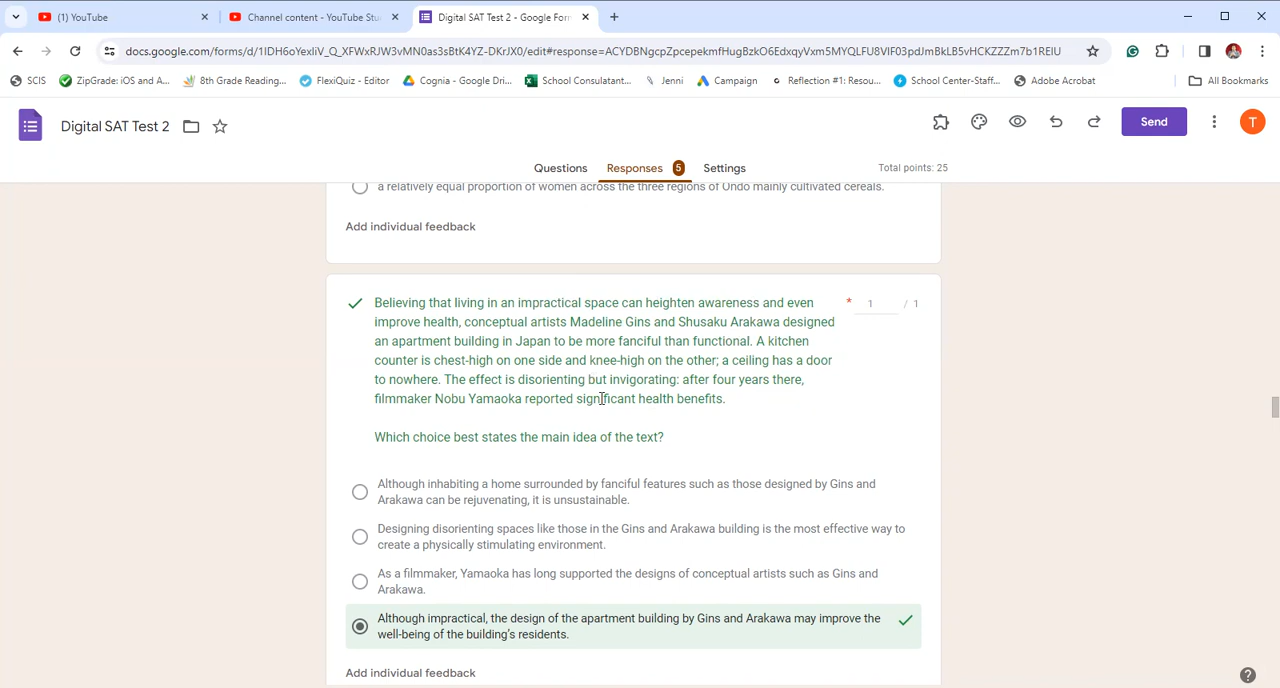 (1) YouTube
Channel content - YouTube Stu
Digital SAT Test 2 - Google Form
docs.google.com/forms/d/1IDH6oYexIiV_Q_XFWxRJW3vMN0as3sBtK4YZ-DKrJX0/edit#response=ACYDBNgcpZpcepekmfHugBzkO6EdxqyVxm5MYQLFU8VIF03pdJmBkLB5vHCKZZZm7b1REIU
SCIS
ZipGrade: iOS and A...
8th Grade Reading...
FlexiQuiz - Editor
Cognia - Google Dri...
School Consulatant...
Jenni
Campaign
Reflection #1: Resou...
School Center-Staff...
Adobe Acrobat
All Bookmarks
Digital SAT Test 2
Send
T
Questions
Responses 5
Settings
Total points: 25
a relatively equal proportion of women across the three regions of Ondo mainly cultivated cereals.
Add individual feedback
Believing that living in an impractical space can heighten awareness and even
improve health, conceptual artists Madeline Gins and Shusaku Arakawa designed
an apartment building in Japan to be more fanciful than functional. A kitchen
counter is chest-high on one side and knee-high on the other; a ceiling has a door
to nowhere. The effect is disorienting but invigorating: after four years there,
filmmaker Nobu Yamaoka reported significant health benefits.
* 1 / 1
Which choice best states the main idea of the text?
Although inhabiting a home surrounded by fanciful features such as those designed by Gins and
Arakawa can be rejuvenating, it is unsustainable.
Designing disorienting spaces like those in the Gins and Arakawa building is the most effective way to
create a physically stimulating environment.
As a filmmaker, Yamaoka has long supported the designs of conceptual artists such as Gins and
Arakawa.
Although impractical, the design of the apartment building by Gins and Arakawa may improve the
well-being of the building's residents.
Add individual feedback